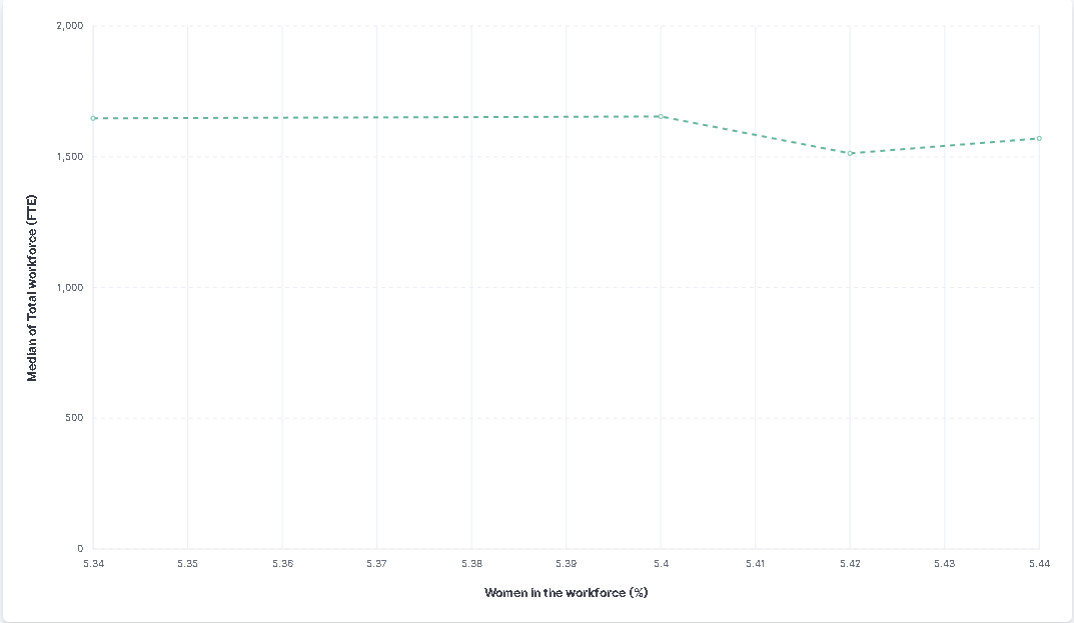 2,000
1,500
1,000
500
0
Median of Total workforce (FTE)
5.34 5.35 5.36 5.37 5.38 5.39 5.4 5.41 5.42 5.43 5.44
Women in the workforce (%)